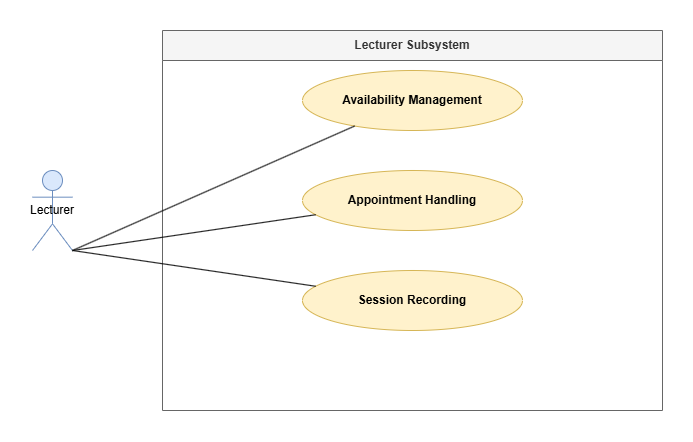 Lecturer Subsystem
Availability Management
Appointment Handling
Lecturer
Session Recording